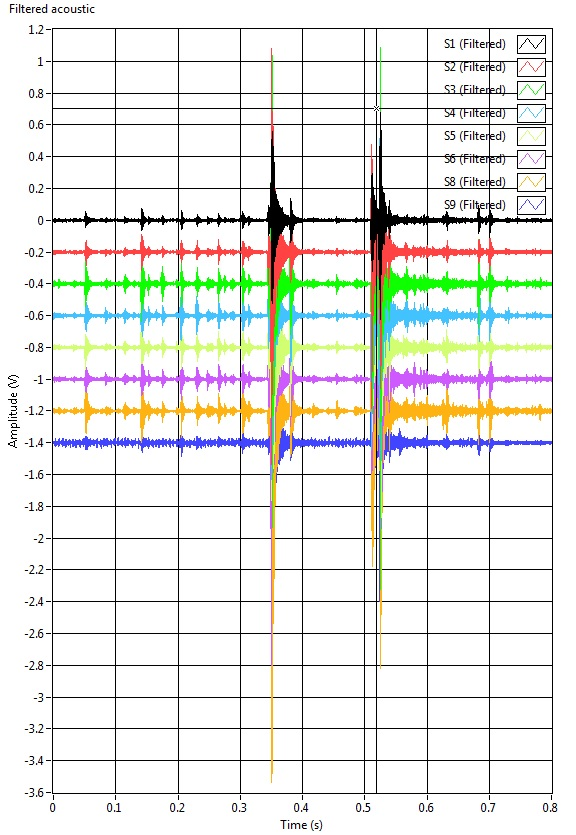 Filtered acoustic
1.2
1
0.8
0.6
0.4
0.2
0
-0.2
-0.4
-0.6
-0.8
-1
-1.2
-1.4
-1.6
-1.8
-2
-2.2
-2.4
-2.6
-2.8
-3
-3.2
-3.4
-3.6
Amplitude (V)
S1 (Filtered)
S2 (Filtered)
S3 (Filtered)
S4 (Filtered)
S5 (Filtered)
S6 (Filtered)
S8 (Filtered)
S9 (Filtered)
0 0.1 0.2 0.3 0.4 0.5 0.6 0.7 0.8
Time (s)